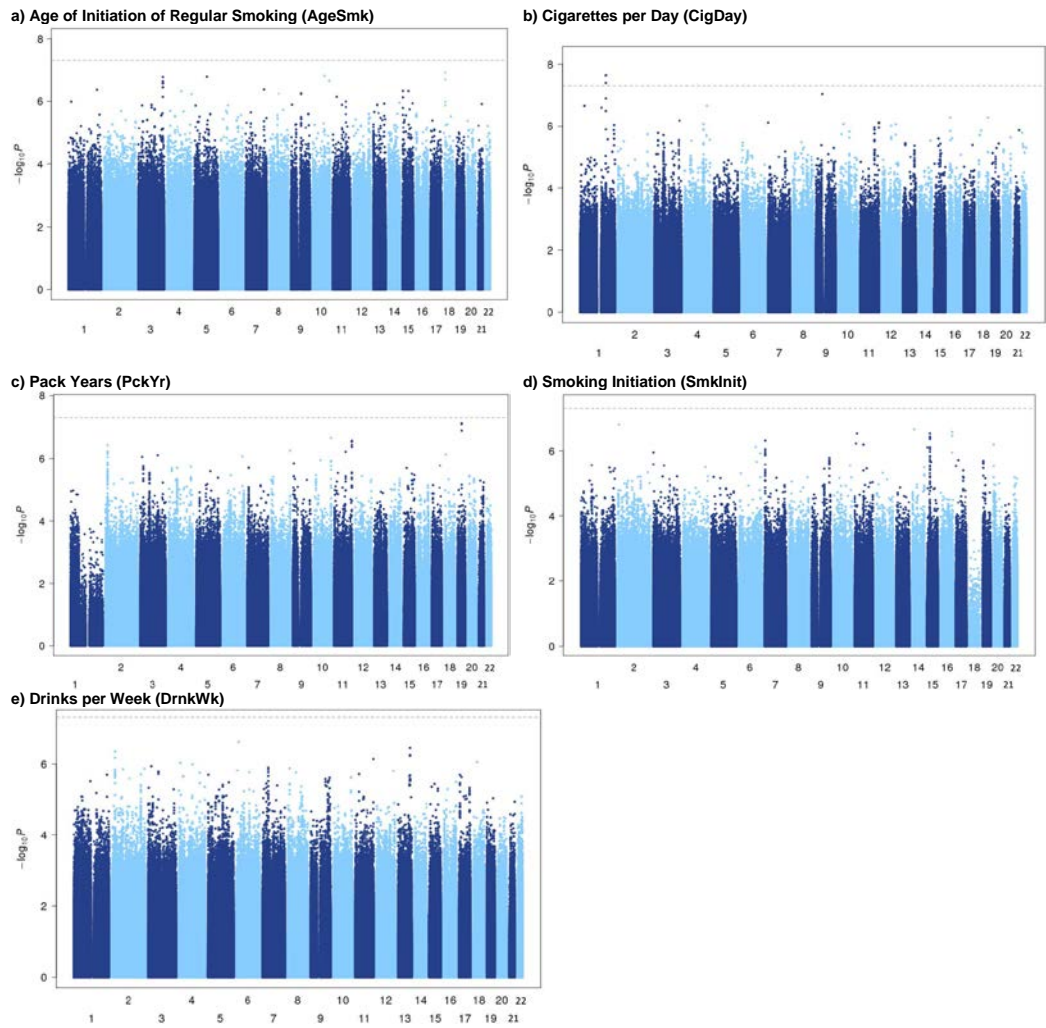 a) Age of Initiation of Regular Smoking (AgeSmk)
8
6
4
2
0
−log10P
2 4 6 8 10 12 14 16 18 20 22
1 3 5 7 9 11 13 15 17 19 21
b) Cigarettes per Day (CigDay)
8
6
4
2
0
−log10P
2 4 6 8 10 12 14 16 18 20 22
1 3 5 7 9 11 13 15 17 19 21
c) Pack Years (PckYr)
8
6
4
2
0
−log10P
2 4 6 8 10 12 14 16 18 20 22
1 3 5 7 9 11 13 15 17 19 21
d) Smoking Initiation (SmkInit)
6
4
2
0
−log10P
2 4 6 8 10 12 14 16 18 20 22
1 3 5 7 9 11 13 15 17 19 21
e) Drinks per Week (DrnkWk)
6
4
2
0
−log10P
2 4 6 8 10 12 14 16 18 20 22
1 3 5 7 9 11 13 15 17 19 21